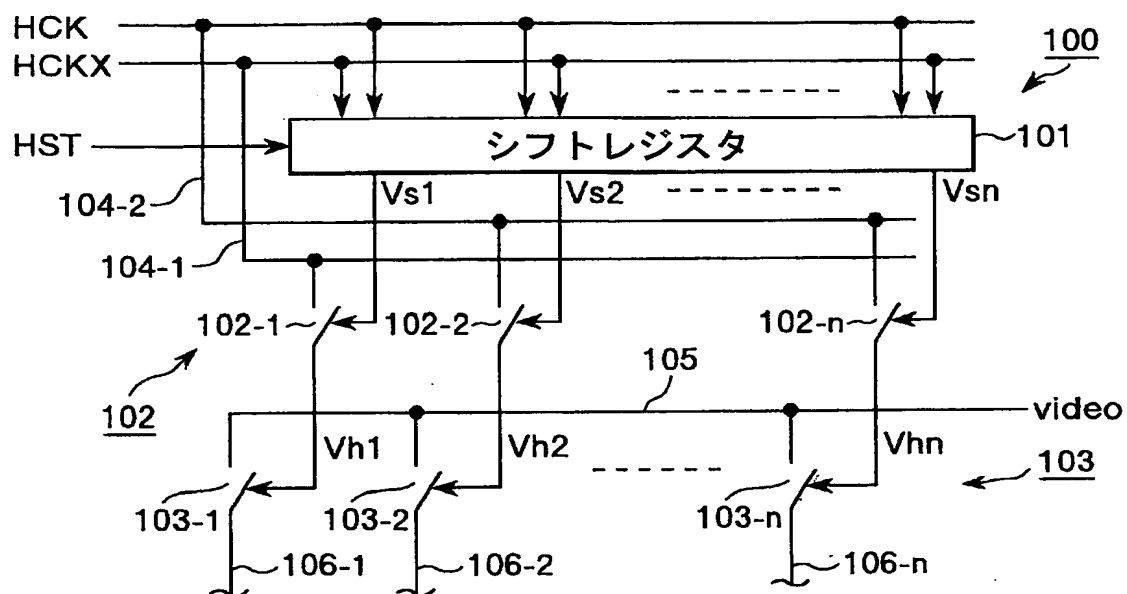 HCK
HCKX
100
HST
シフトレジスタ
101
Vs1
Vs2
Vsn
104-2
104-1
102-1
102-2
102-n
105
102
video
Vh1
Vh2
Vhn
103
103-1
103-2
103-n
106-1
106-2
106-n